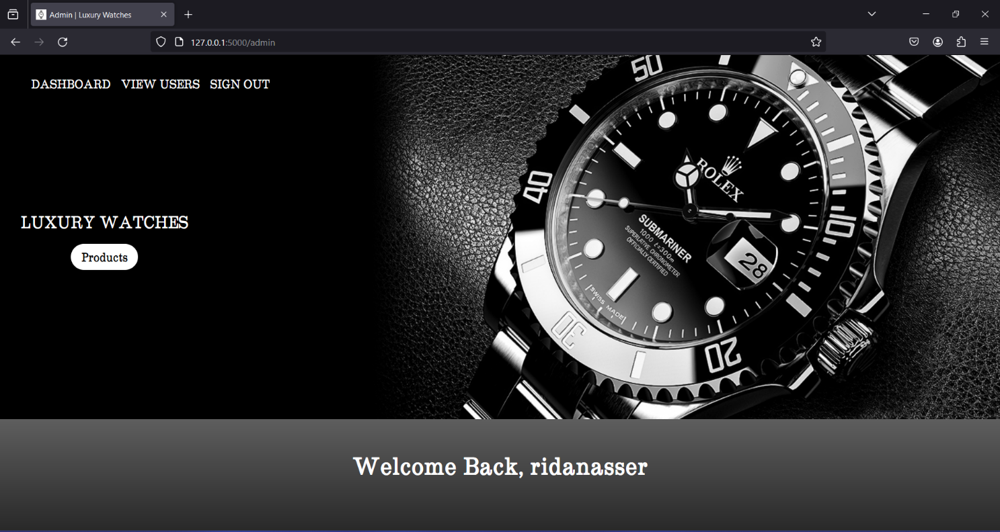 Admin | Luxury Watches
127.0.0.1:5000/admin
DASHBOARD VIEW USERS SIGN OUT
LUXURY WATCHES
Products
50
40
30
20
10
ROLEX
SUBMARINER
1000 ft=300m
SUPERLATIVE CHRONOMETER
OFFICIALLY CERTIFIED
28
SWISS MADE
Welcome Back, ridanasser